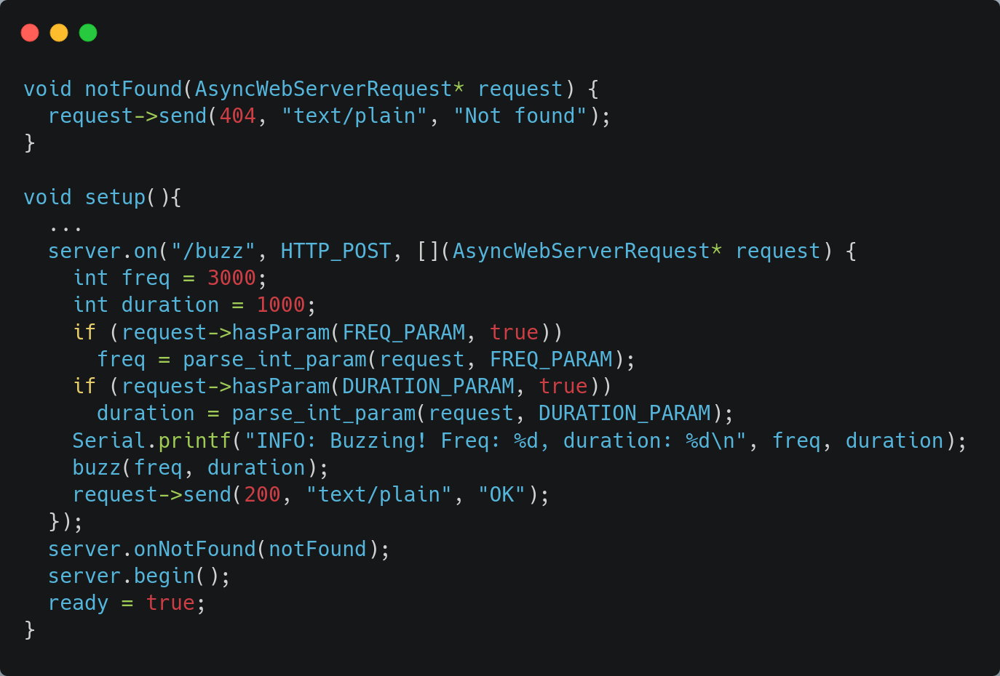 void notFound(AsyncWebServerRequest* request) {
  request->send(404, "text/plain", "Not found");
}

void setup(){
  ...
  server.on("/buzz", HTTP_POST, [](AsyncWebServerRequest* request) {
    int freq = 3000;
    int duration = 1000;
    if (request->hasParam(FREQ_PARAM, true))
      freq = parse_int_param(request, FREQ_PARAM);
    if (request->hasParam(DURATION_PARAM, true))
      duration = parse_int_param(request, DURATION_PARAM);
    Serial.printf("INFO: Buzzing! Freq: %d, duration: %d\n", freq, duration);
    buzz(freq, duration);
    request->send(200, "text/plain", "OK");
  });
  server.onNotFound(notFound);
  server.begin();
  ready = true;
}